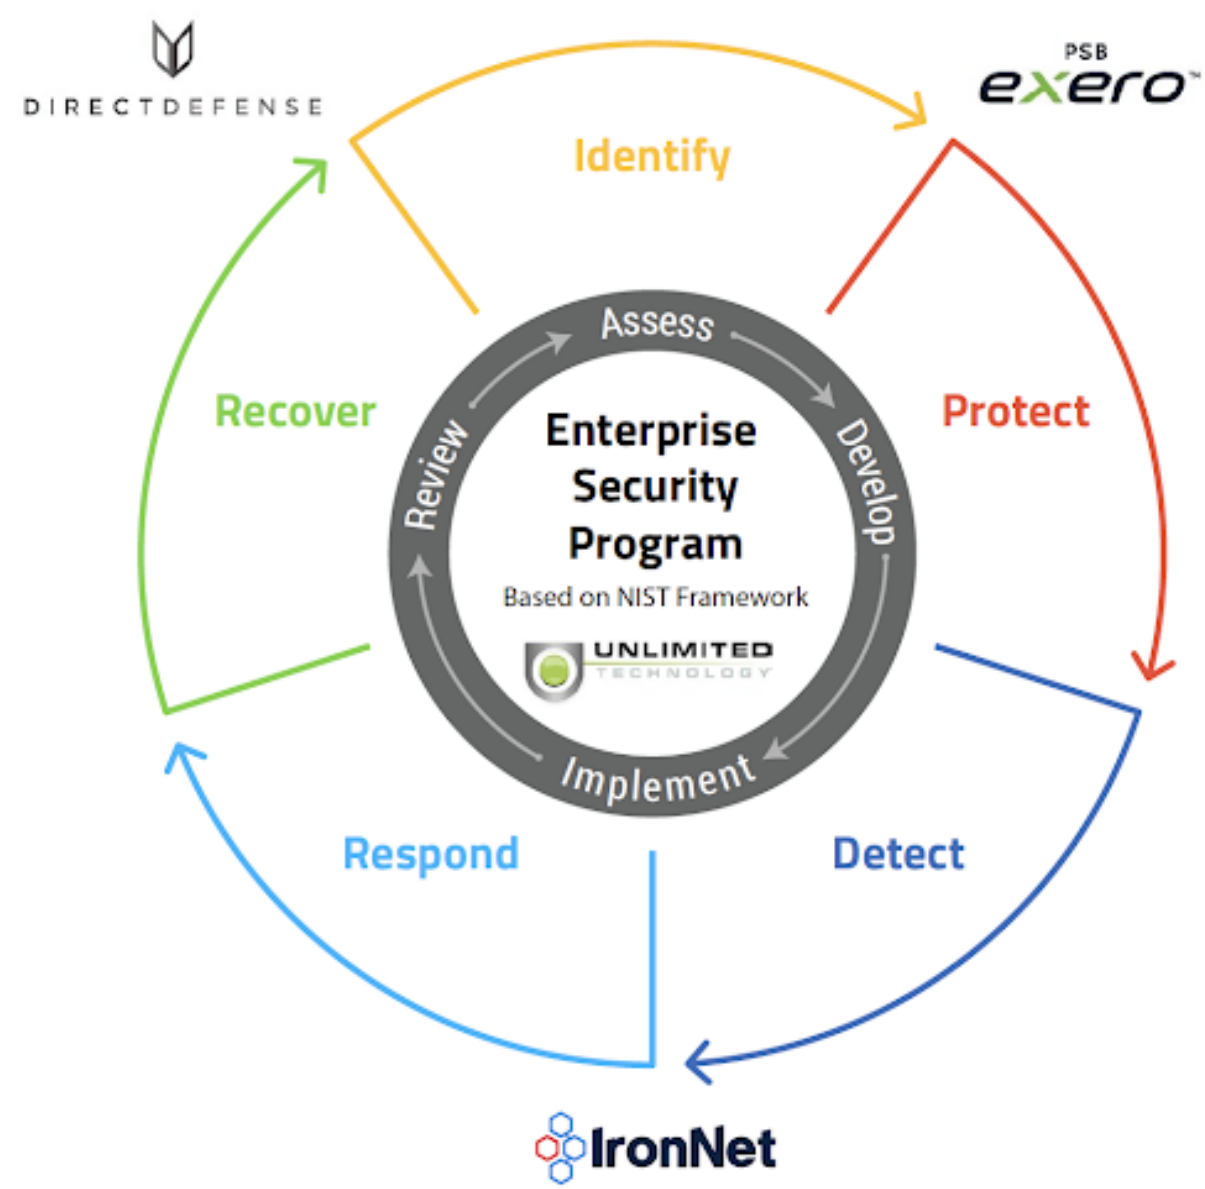 DIRECTDEFENSE
PSB
exero™
Identify
Recover
Protect
Assess
Develop
Review
Enterprise
Security
Program
Based on NIST Framework
UNLIMITED
TECHNOLOGY
Implement
Respond
Detect
IronNet